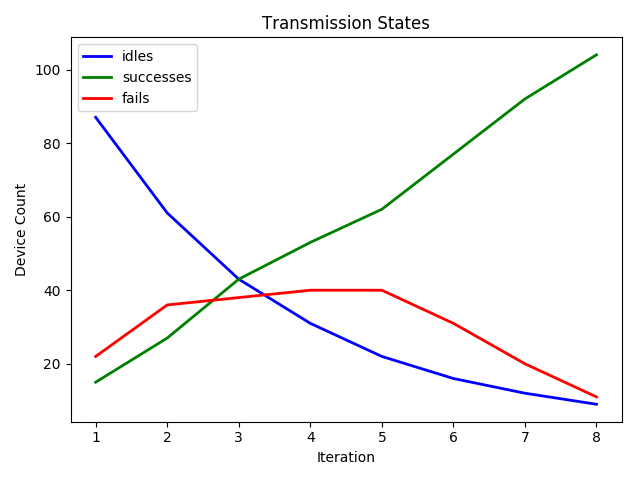 Transmission States
idles
successes
fails
100
80
60
40
20
Device Count
1 2 3 4 5 6 7 8
Iteration